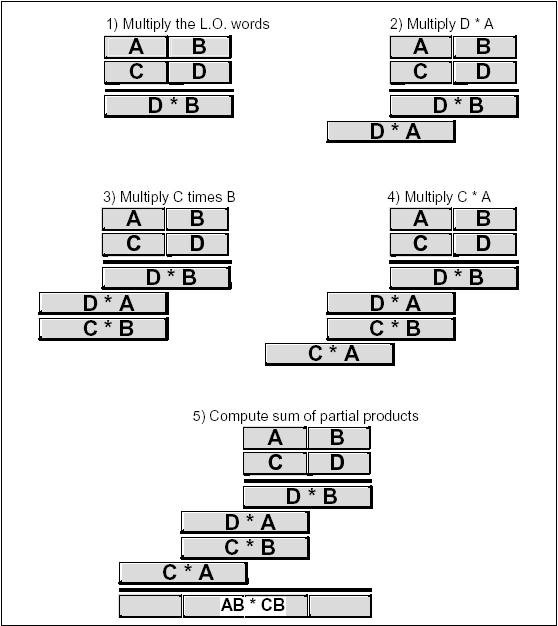 1) Multiply the L.O. words
A B
C D
D * B
2) Multiply D * A
A B
C D
D * B
D * A
3) Multiply C times B
A B
C D
D * B
D * A
C * B
4) Multiply C * A
A B
C D
D * B
D * A
C * B
C * A
5) Compute sum of partial products
A B
C D
D * B
D * A
C * B
C * A
AB * CB